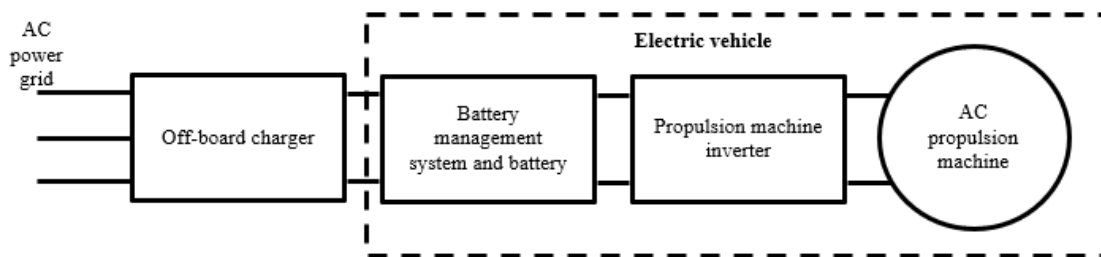 AC
power
grid
Electric vehicle
Off-board charger
Battery
management
system and battery
Propulsion machine
inverter
AC
propulsion
machine